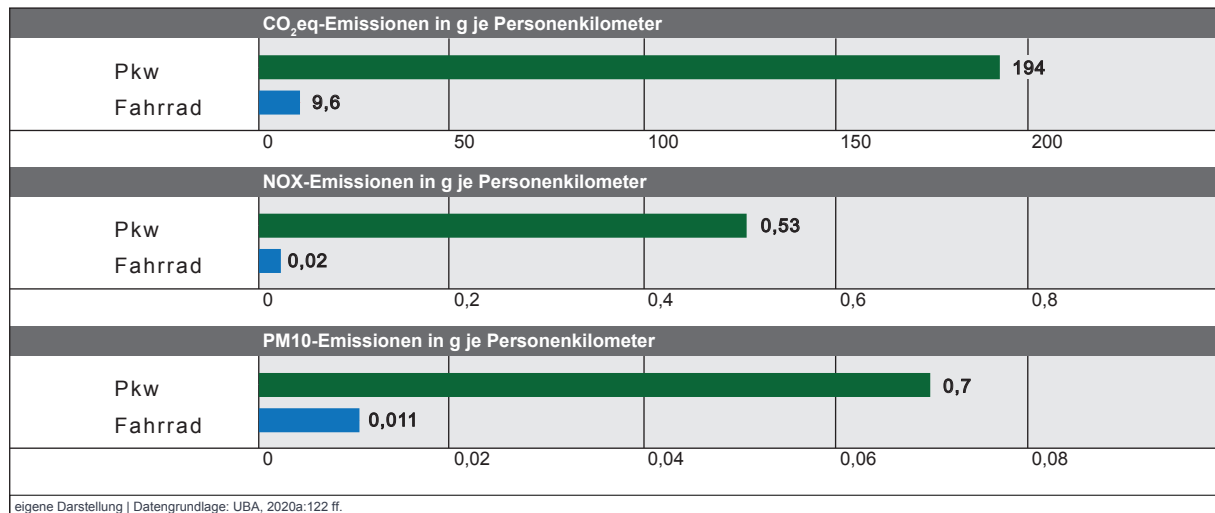 CO₂eq-Emissionen in g je Personenkilometer
Pkw 194
Fahrrad 9,6
0 50 100 150 200
NOX-Emissionen in g je Personenkilometer
Pkw 0,53
Fahrrad 0,02
0 0,2 0,4 0,6 0,8
PM10-Emissionen in g je Personenkilometer
Pkw 0,7
Fahrrad 0,011
0 0,02 0,04 0,06 0,08
eigene Darstellung | Datengrundlage: UBA, 2020a:122 ff.